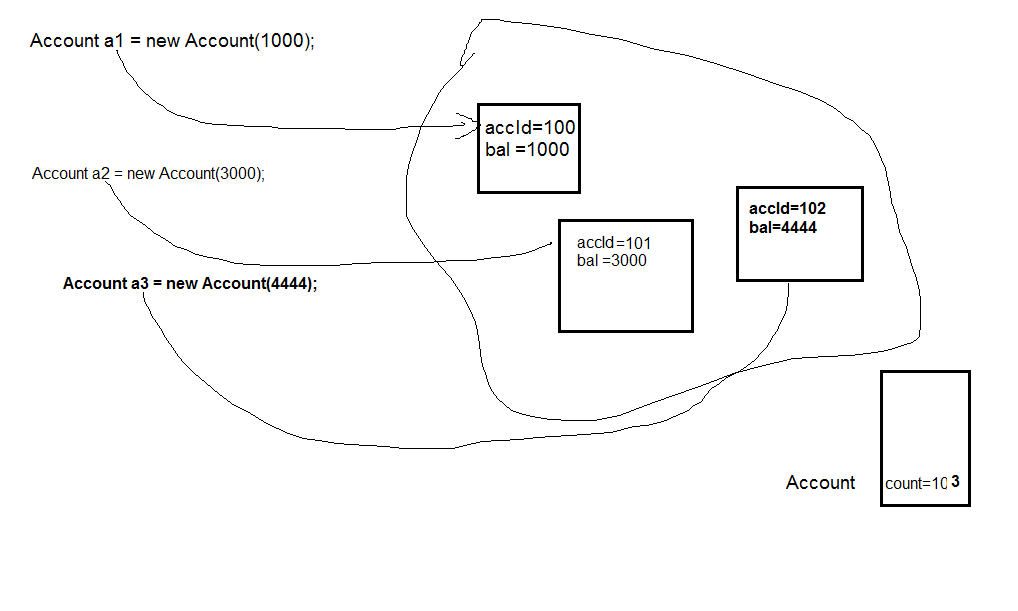 Account a1 = new Account(1000);
accId=100
bal =1000
Account a2 = new Account(3000);
accId=102
bal=4444
accId=101
bal =3000
Account a3 = new Account(4444);
Account
count=103